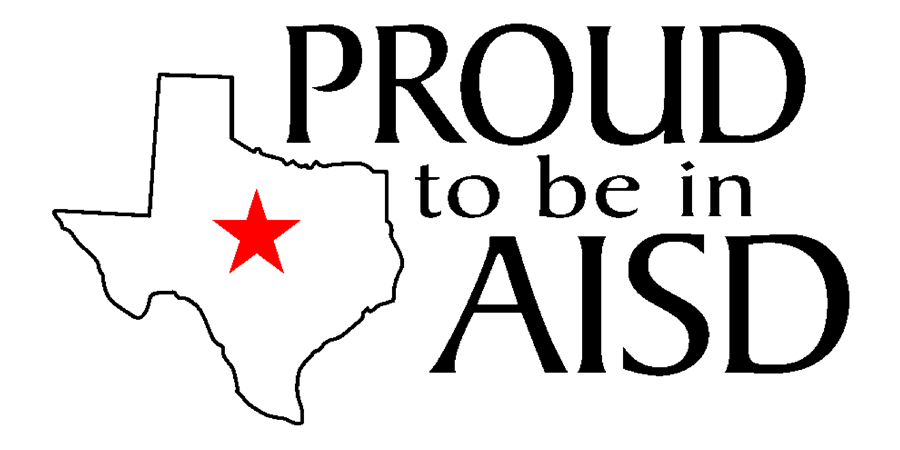 PROUD
to be in
AISD